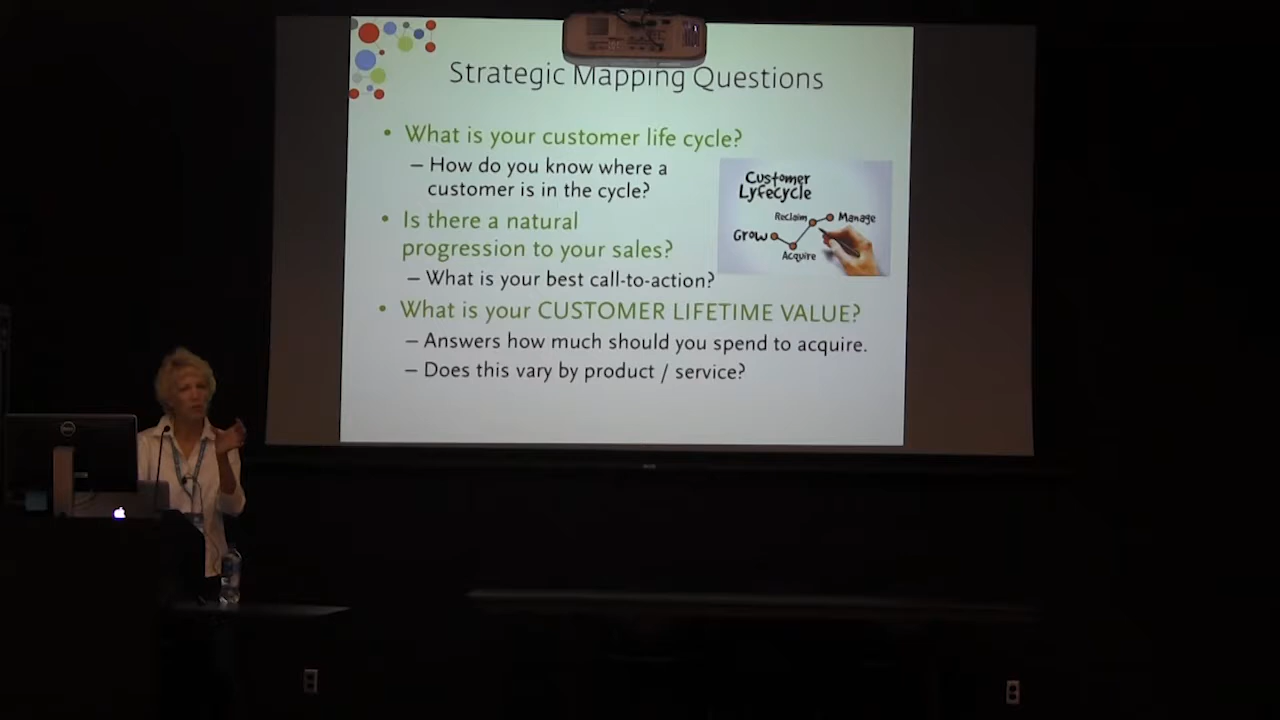 Strategic Mapping Questions
• What is your customer life cycle?
– How do you know where a
customer is in the cycle?
• Is there a natural
progression to your sales?
– What is your best call-to-action?
• What is your CUSTOMER LIFETIME VALUE?
– Answers how much should you spend to acquire.
– Does this vary by product / service?
Customer
Lyfecycle
Reclaim
Manage
Grow
Acquire
DELL